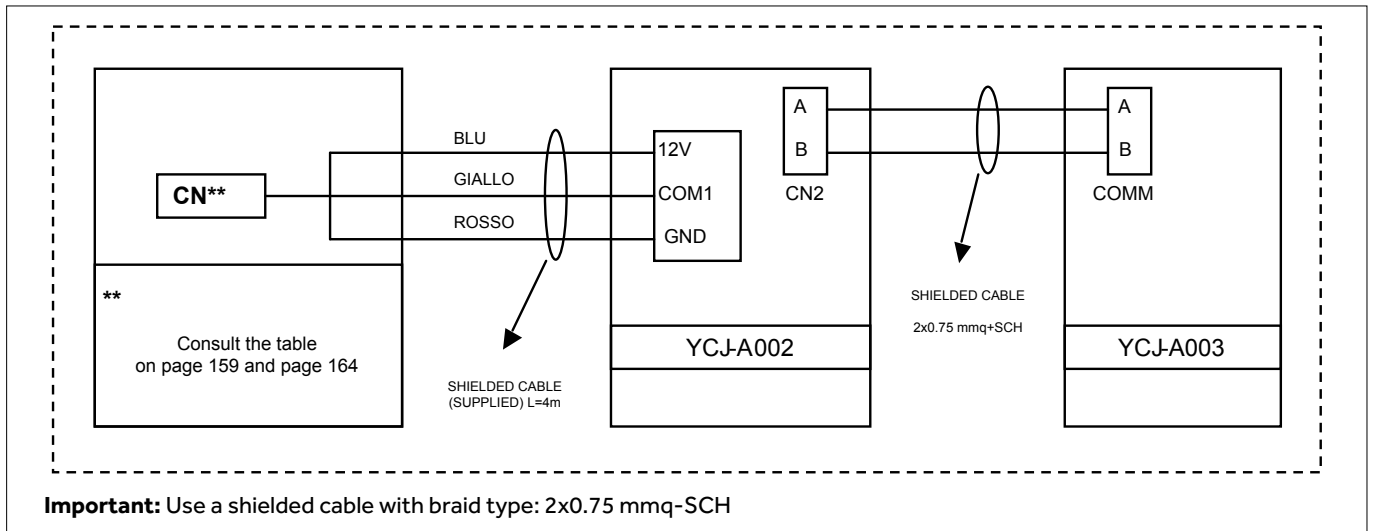 CN**
**
Consult the table
on page 159 and page 164
BLU
GIALLO
ROSSO
SHIELDED CABLE
(SUPPLIED) L=4m
12V
COM1
GND
A
B
CN2
YCJ-A002
SHIELDED CABLE
2x0.75 mmq+SCH
A
B
COMM
YCJ-A003
Important: Use a shielded cable with braid type: 2x0.75 mmq-SCH